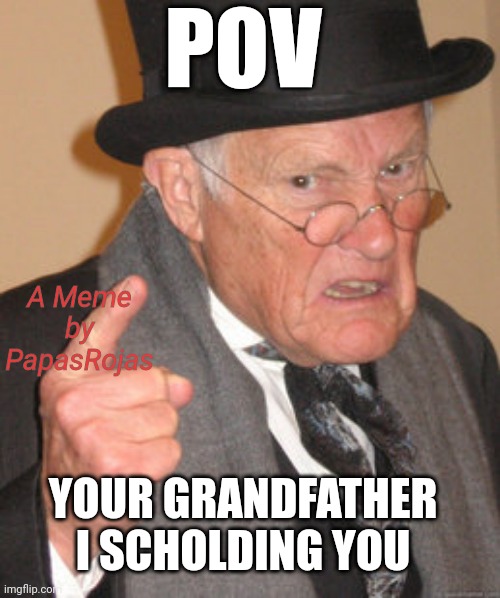 POV
A Meme
by
PapasRojas
YOUR GRANDFATHER
I SCHOLDING YOU
imgflip.com